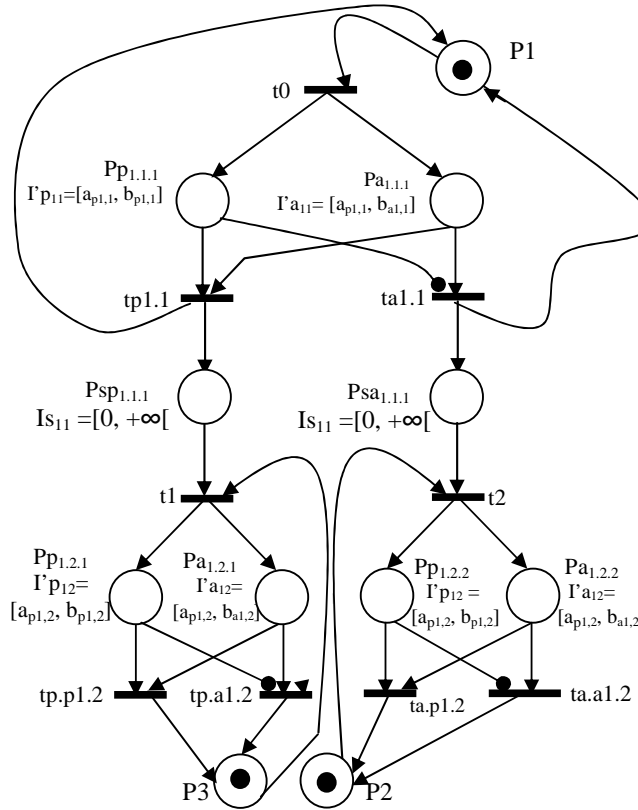 P1
t0
Pp1.1.1
I'p11=[ap1,1, bp1,1]
Pa1.1.1
I'a11= [ap1,1, ba1,1]
tp1.1
ta1.1
Psp1.1.1
Is11 =[0, +∞[
Psa1.1.1
Is11 =[0, +∞[
t1
t2
Pp1.2.1
I'p12=
[ap1,2, bp1,2]
Pa1.2.1
I'a12=
[ap1,2, ba1,2]
Pp1.2.2
I'p12 =
[ap1,2, bp1,2]
Pa1.2.2
I'a12=
[ap1,2, ba1,2]
tp.p1.2
tp.a1.2
ta.p1.2
ta.a1.2
P3
P2